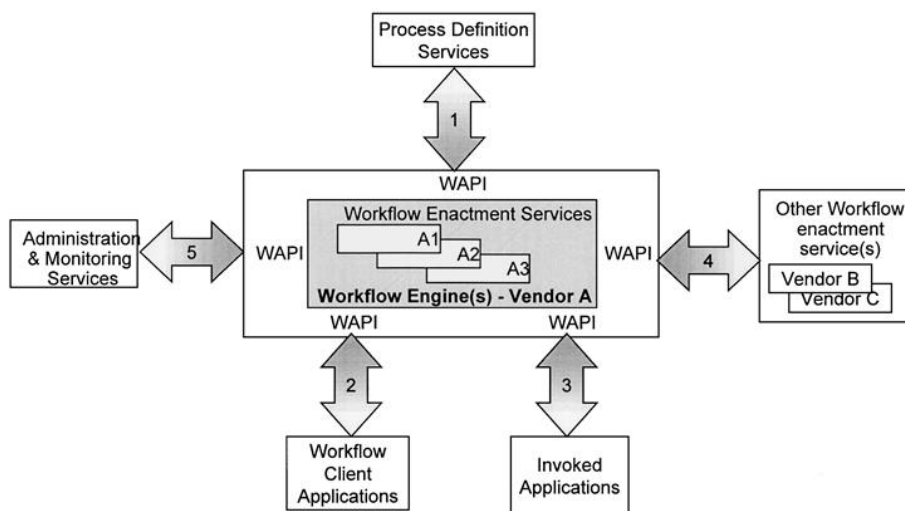 Process Definition
Services
1
WAPI
Workflow Enactment Services
A1
A2
A3
Workflow Engine(s) - Vendor A
WAPI
WAPI
WAPI
WAPI
Administration
& Monitoring
Services
5
4
Other Workflow
enactment
service(s)
Vendor B
Vendor C
2
3
Workflow
Client
Applications
Invoked
Applications